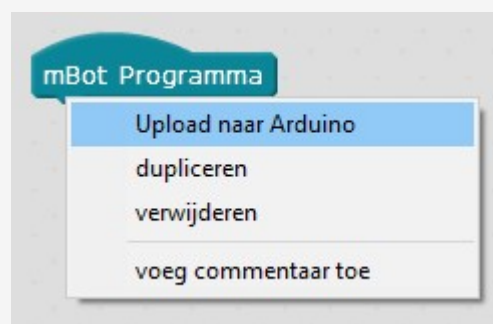 mBot Programma
Upload naar Arduino
dupliceren
verwijderen
voeg commentaar toe